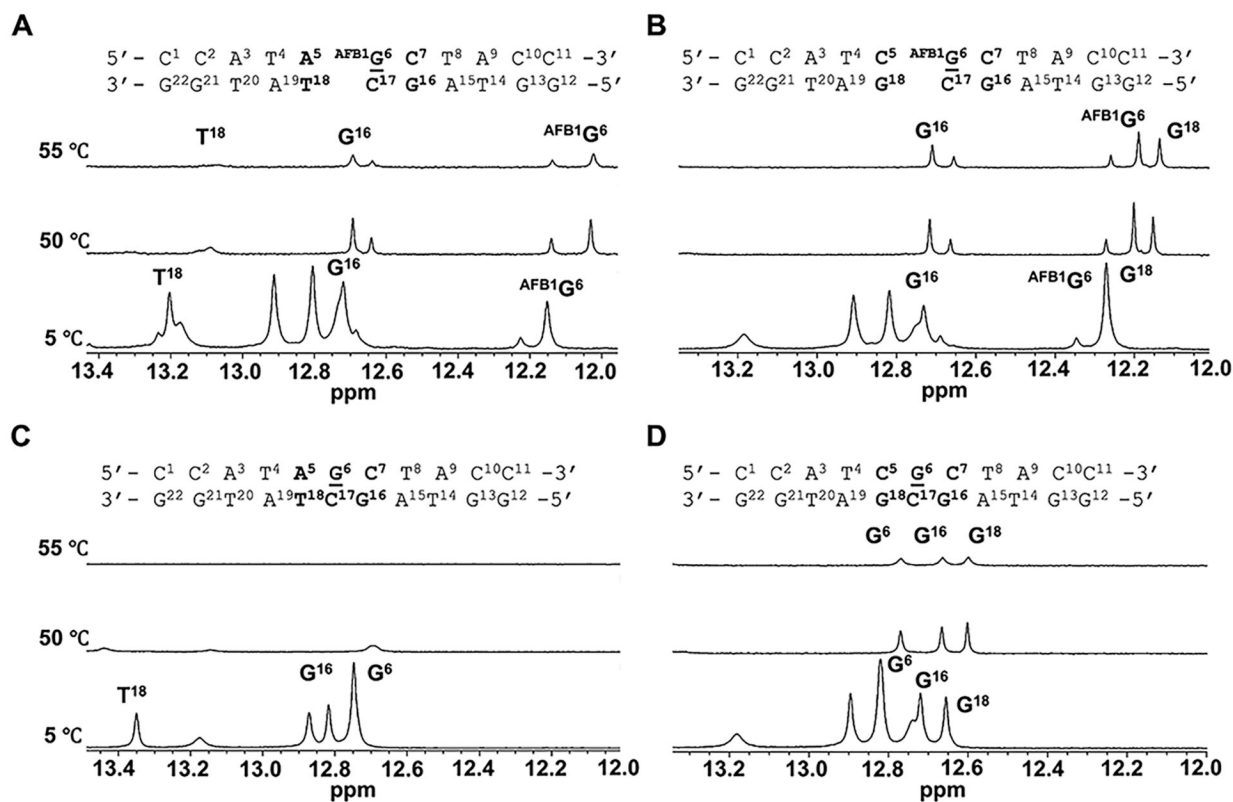 A
5′- C¹ C² A³ T⁴ A⁵ ᴬᶠᴮ¹G⁶ C⁷ T⁸ A⁹ C¹⁰C¹¹ -3′
3′- G²²G²¹ T²⁰ A¹⁹T¹⁸ C¹⁷ G¹⁶ A¹⁵T¹⁴ G¹³G¹² -5′
T¹⁸ G¹⁶ ᴬᶠᴮ¹G⁶
55 °C
50 °C
T¹⁸ G¹⁶ ᴬᶠᴮ¹G⁶
5 °C
13.4 13.2 13.0 12.8 12.6 12.4 12.2 12.0
ppm
B
5′- C¹ C² A³ T⁴ C⁵ ᴬᶠᴮ¹G⁶ C⁷ T⁸ A⁹ C¹⁰C¹¹ -3′
3′- G²²G²¹ T²⁰A¹⁹ G¹⁸ C¹⁷ G¹⁶ A¹⁵T¹⁴ G¹³G¹² -5′
G¹⁶ ᴬᶠᴮ¹G⁶ G¹⁸
G¹⁶ ᴬᶠᴮ¹G⁶ G¹⁸
13.2 13.0 12.8 12.6 12.4 12.2 12.0
ppm
C
5′- C¹ C² A³ T⁴ A⁵ G⁶ C⁷ T⁸ A⁹ C¹⁰C¹¹ -3′
3′- G²² G²¹T²⁰ A¹⁹T¹⁸C¹⁷G¹⁶ A¹⁵T¹⁴ G¹³G¹² -5′
55 °C
50 °C
T¹⁸ G¹⁶ G⁶
5 °C
13.4 13.2 13.0 12.8 12.6 12.4 12.2 12.0
ppm
D
5′- C¹ C² A³ T⁴ C⁵ G⁶ C⁷ T⁸ A⁹ C¹⁰ C¹¹ -3′
3′- G²² G²¹T²⁰A¹⁹ G¹⁸C¹⁷G¹⁶ A¹⁵T¹⁴ G¹³G¹² -5′
G⁶ G¹⁶ G¹⁸
G⁶ G¹⁶ G¹⁸
13.2 13.0 12.8 12.6 12.4 12.2 12.0
ppm